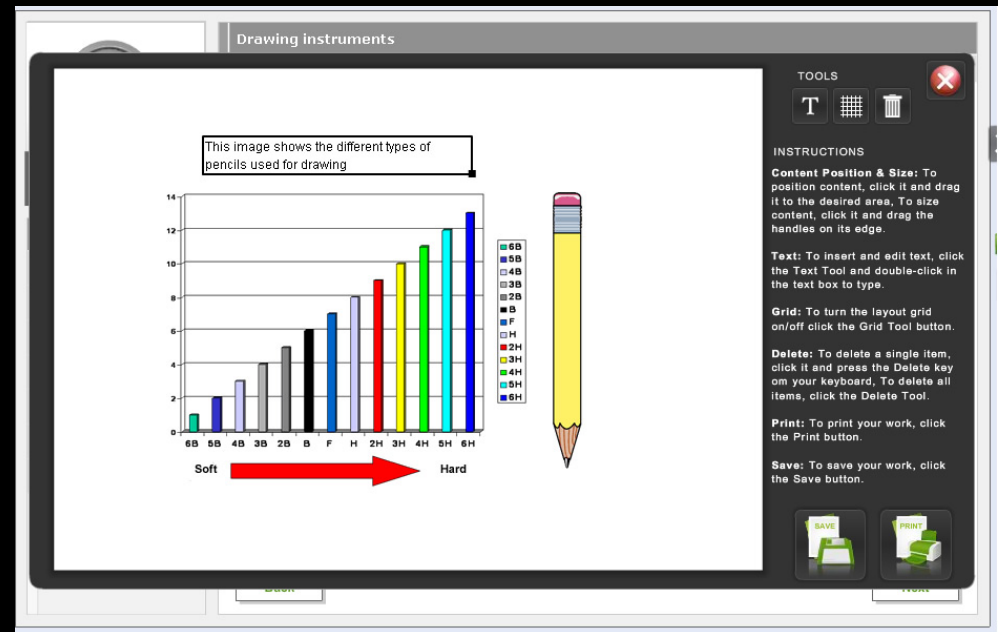 Drawing instruments
This image shows the different types of
pencils used for drawing
14
12
10
8
6
4
2
0
6B 5B 4B 3B 2B B F H 2H 3H 4H 5H 6H
Soft Hard
6B
5B
4B
3B
2B
B
F
H
2H
3H
4H
5H
6H
TOOLS
T
INSTRUCTIONS
Content Position & Size: To
position content, click it and drag
it to the desired area, To size
content, click it and drag the
handles on its edge.
Text: To insert and edit text, click
the Text Tool and double-click in
the text box to type.
Grid: To turn the layout grid
on/off click the Grid Tool button.
Delete: To delete a single item,
click it and press the Delete key
om your keyboard, To delete all
items, click the Delete Tool.
Print: To print your work, click
the Print button.
Save: To save your work, click
the Save button.
SAVE
PRINT
Back
Next